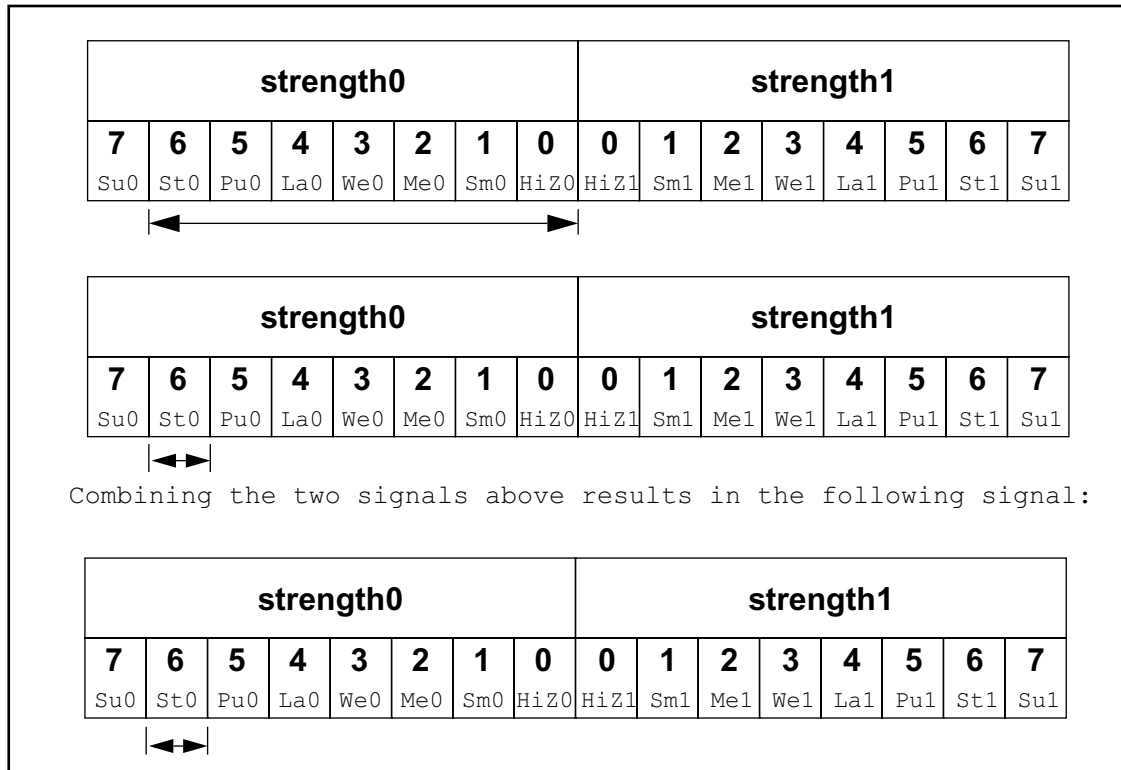 strength0 strength1
7 6 5 4 3 2 1 0 0 1 2 3 4 5 6 7
Su0 St0 Pu0 La0 We0 Me0 Sm0 HiZ0 HiZ1 Sm1 Me1 We1 La1 Pu1 St1 Su1
strength0 strength1
7 6 5 4 3 2 1 0 0 1 2 3 4 5 6 7
Su0 St0 Pu0 La0 We0 Me0 Sm0 HiZ0 HiZ1 Sm1 Me1 We1 La1 Pu1 St1 Su1
Combining the two signals above results in the following signal:
strength0 strength1
7 6 5 4 3 2 1 0 0 1 2 3 4 5 6 7
Su0 St0 Pu0 La0 We0 Me0 Sm0 HiZ0 HiZ1 Sm1 Me1 We1 La1 Pu1 St1 Su1